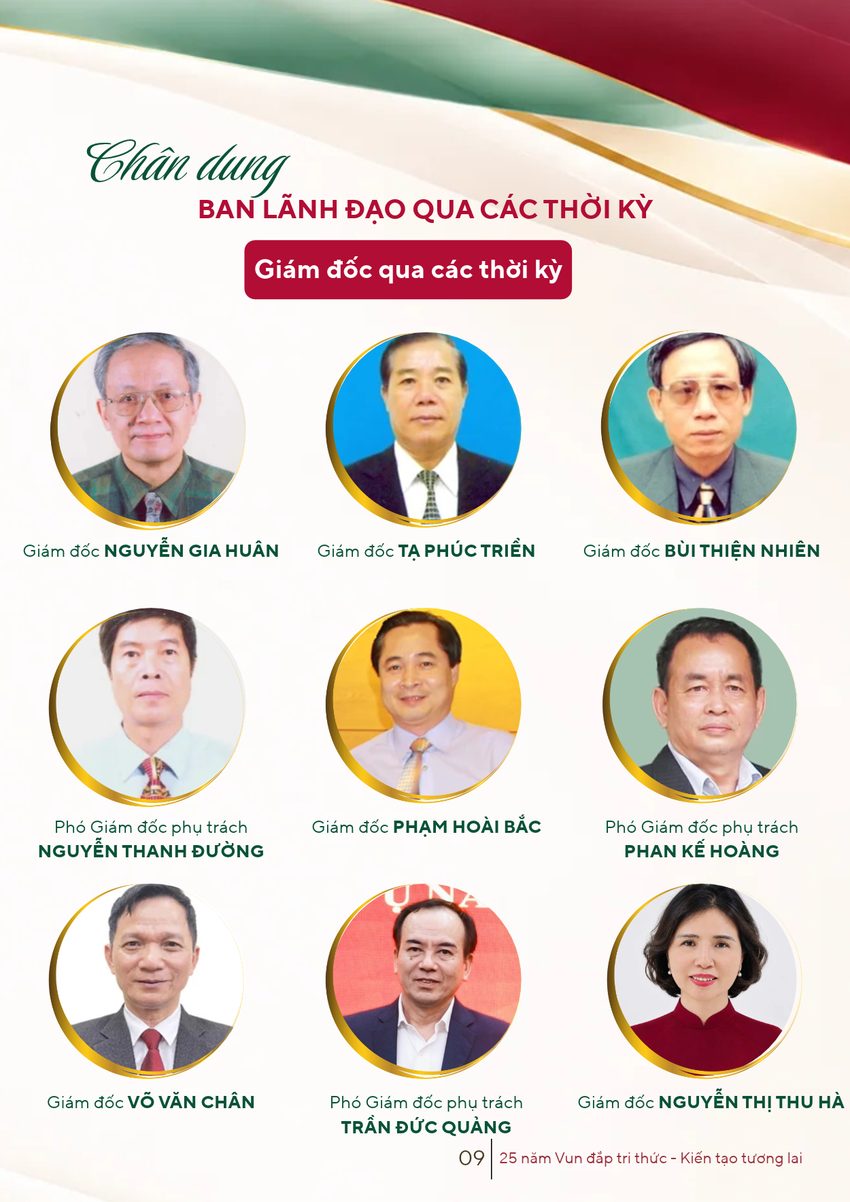 Chân dung
BAN LÃNH ĐẠO QUA CÁC THỜI KỲ
Giám đốc qua các thời kỳ
Giám đốc NGUYỄN GIA HUÂN
Giám đốc TẠ PHÚC TRIỀN
Giám đốc BÙI THIỆN NHIÊN
Phó Giám đốc phụ trách
NGUYỄN THANH ĐƯỜNG
Giám đốc PHẠM HOÀI BẮC
Phó Giám đốc phụ trách
PHAN KẾ HOÀNG
Ụ NĂ
Giám đốc VÕ VĂN CHÂN
Phó Giám đốc phụ trách
TRẦN ĐỨC QUẢNG
Giám đốc NGUYỄN THỊ THU HÀ
09
25 năm Vun đắp tri thức - Kiến tạo tương lai